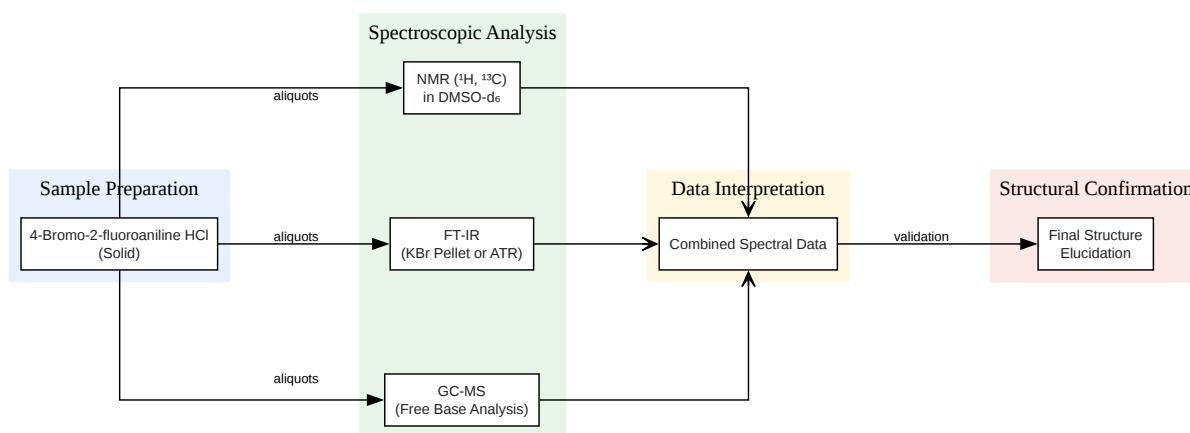 Spectroscopic Analysis
NMR (¹H, ¹³C)
in DMSO-d₆
aliquots
Sample Preparation
4-Bromo-2-fluoroaniline HCl
(Solid)
aliquots
FT-IR
(KBr Pellet or ATR)
Data Interpretation
Combined Spectral Data
validation
Structural Confirmation
Final Structure
Elucidation
aliquots
GC-MS
(Free Base Analysis)